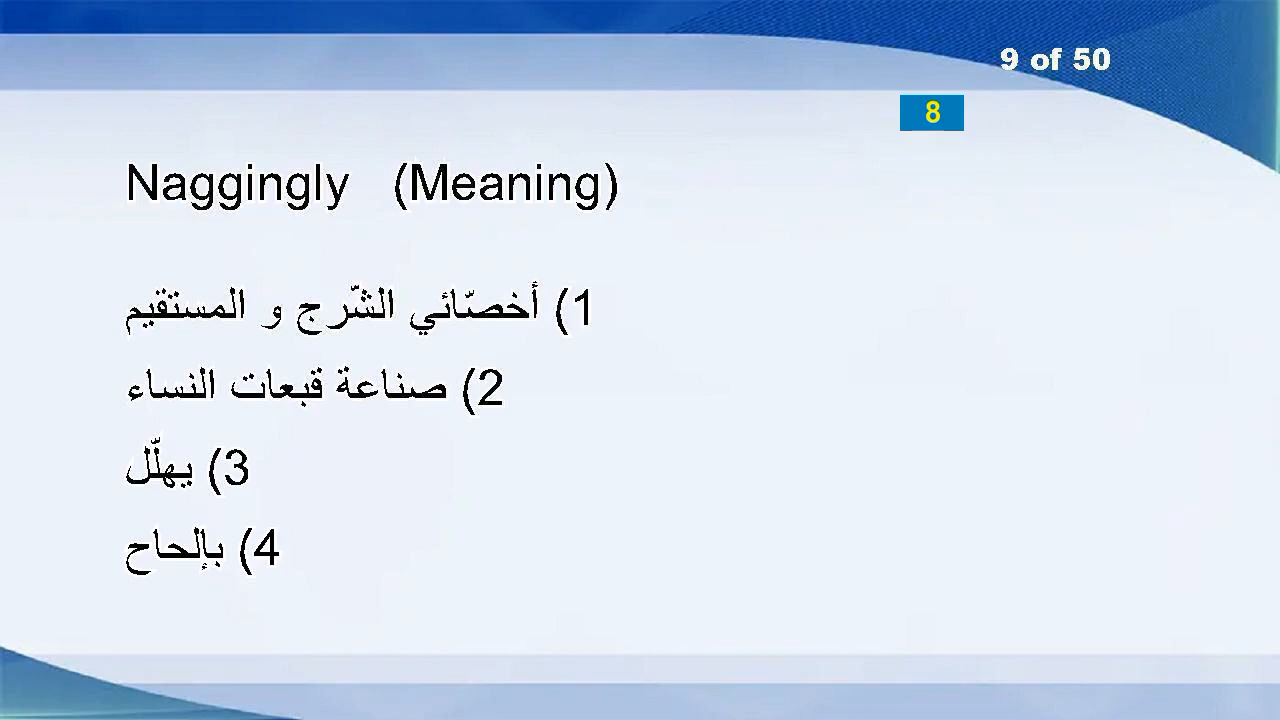 9 of 50
8
Naggingly (Meaning)
1) أخصّائي الشّرج و المستقيم
2) صناعة قبعات النساء
3) يهلّل
4) بإلحاح